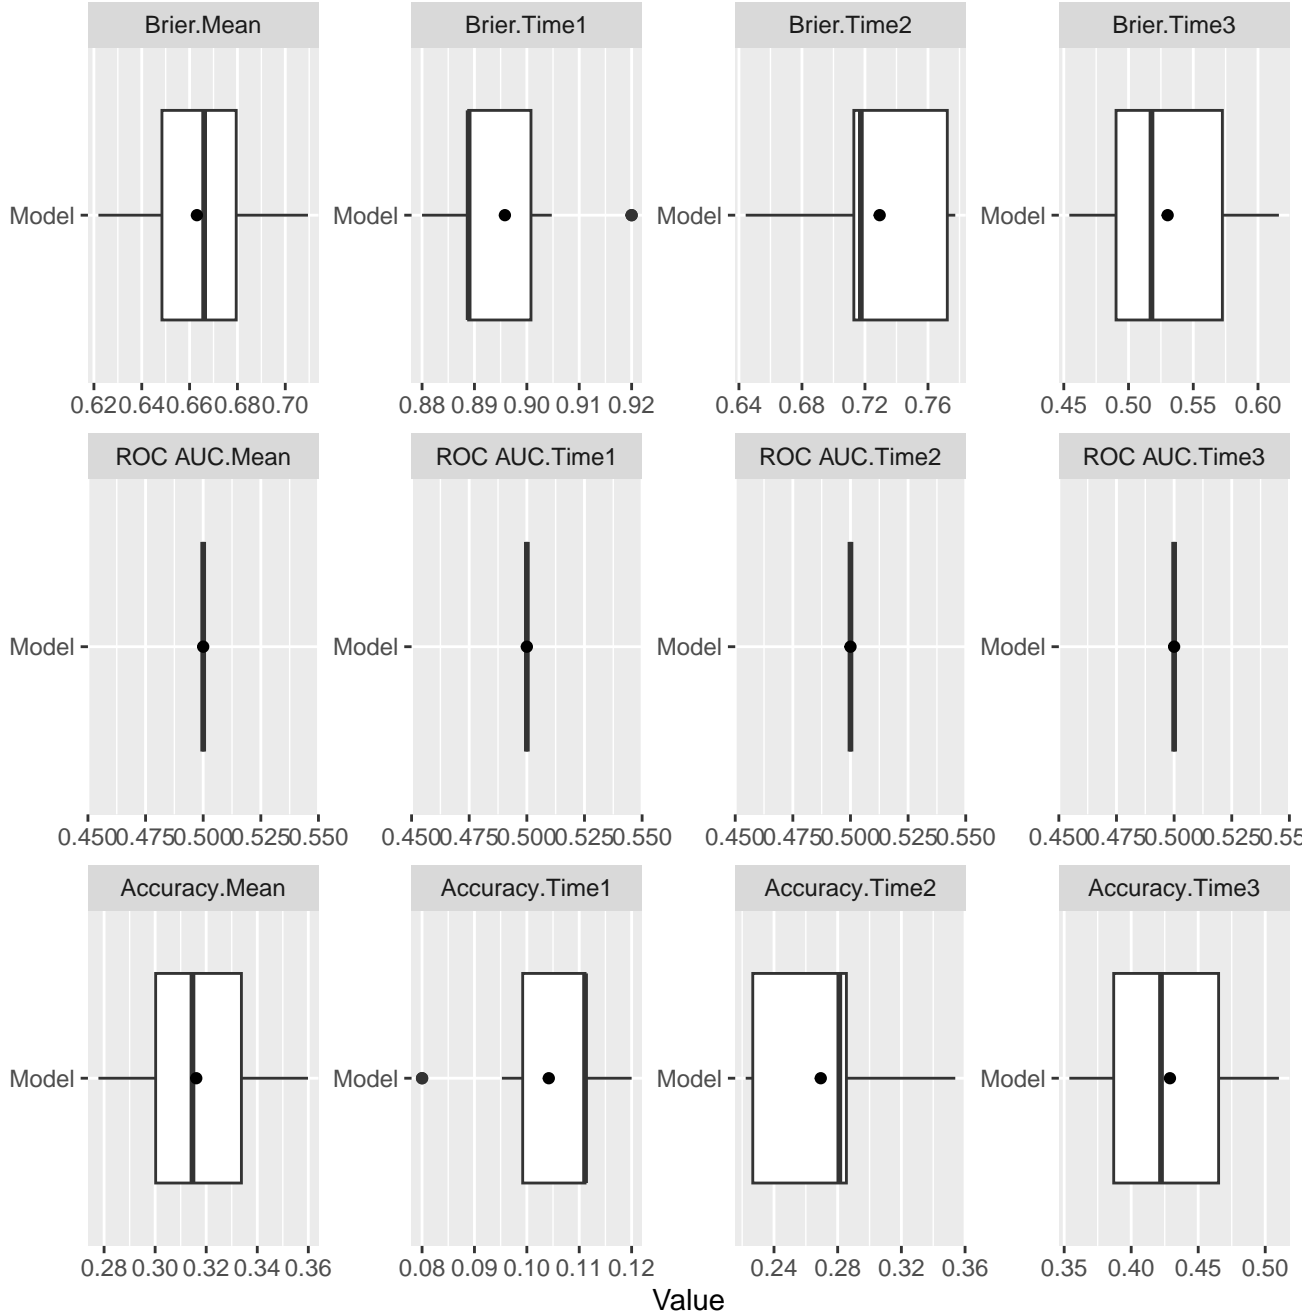 Brier.Mean Brier.Time1 Brier.Time2 Brier.Time3
Model Model Model Model
0.62 0.64 0.66 0.68 0.70 0.88 0.89 0.90 0.91 0.92 0.64 0.68 0.72 0.76 0.45 0.50 0.55 0.60
ROC AUC.Mean ROC AUC.Time1 ROC AUC.Time2 ROC AUC.Time3
Model Model Model Model
0.450 0.475 0.500 0.525 0.550 0.450 0.475 0.500 0.525 0.550 0.450 0.475 0.500 0.525 0.550 0.450 0.475 0.500 0.525 0.55
Accuracy.Mean Accuracy.Time1 Accuracy.Time2 Accuracy.Time3
Model Model Model Model
0.28 0.30 0.32 0.34 0.36 0.08 0.09 0.10 0.11 0.12 0.24 0.28 0.32 0.36 0.35 0.40 0.45 0.50
Value